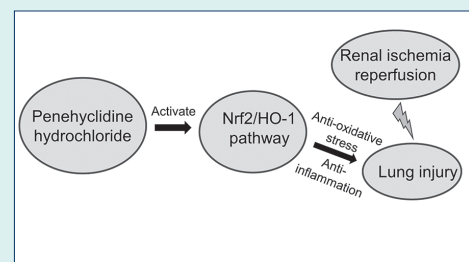 Renal ischemia
reperfusion
Penehyclidine
hydrochloride
Activate
Nrf2/HO-1
pathway
Anti-oxidative
stress
Anti-
inflammation
Lung injury